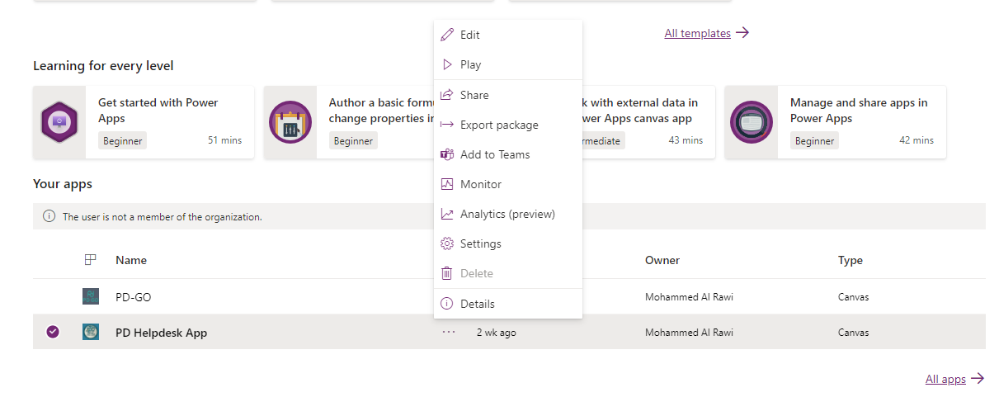 All templates
Learning for every level
Get started with Power
Apps
Beginner
51 mins
Author a basic formu
change properties in
Beginner
k with external data in
wer Apps canvas app
rmediate
43 mins
Manage and share apps in
Power Apps
Beginner
42 mins
Edit
Play
Share
Export package
Add to Teams
Monitor
Analytics (preview)
Settings
Delete
Details
Your apps
The user is not a member of the organization.
Name
Owner
Type
PD-GO
Mohammed Al Rawi
Canvas
PD Helpdesk App
... 2 wk ago
Mohammed Al Rawi
Canvas
All apps